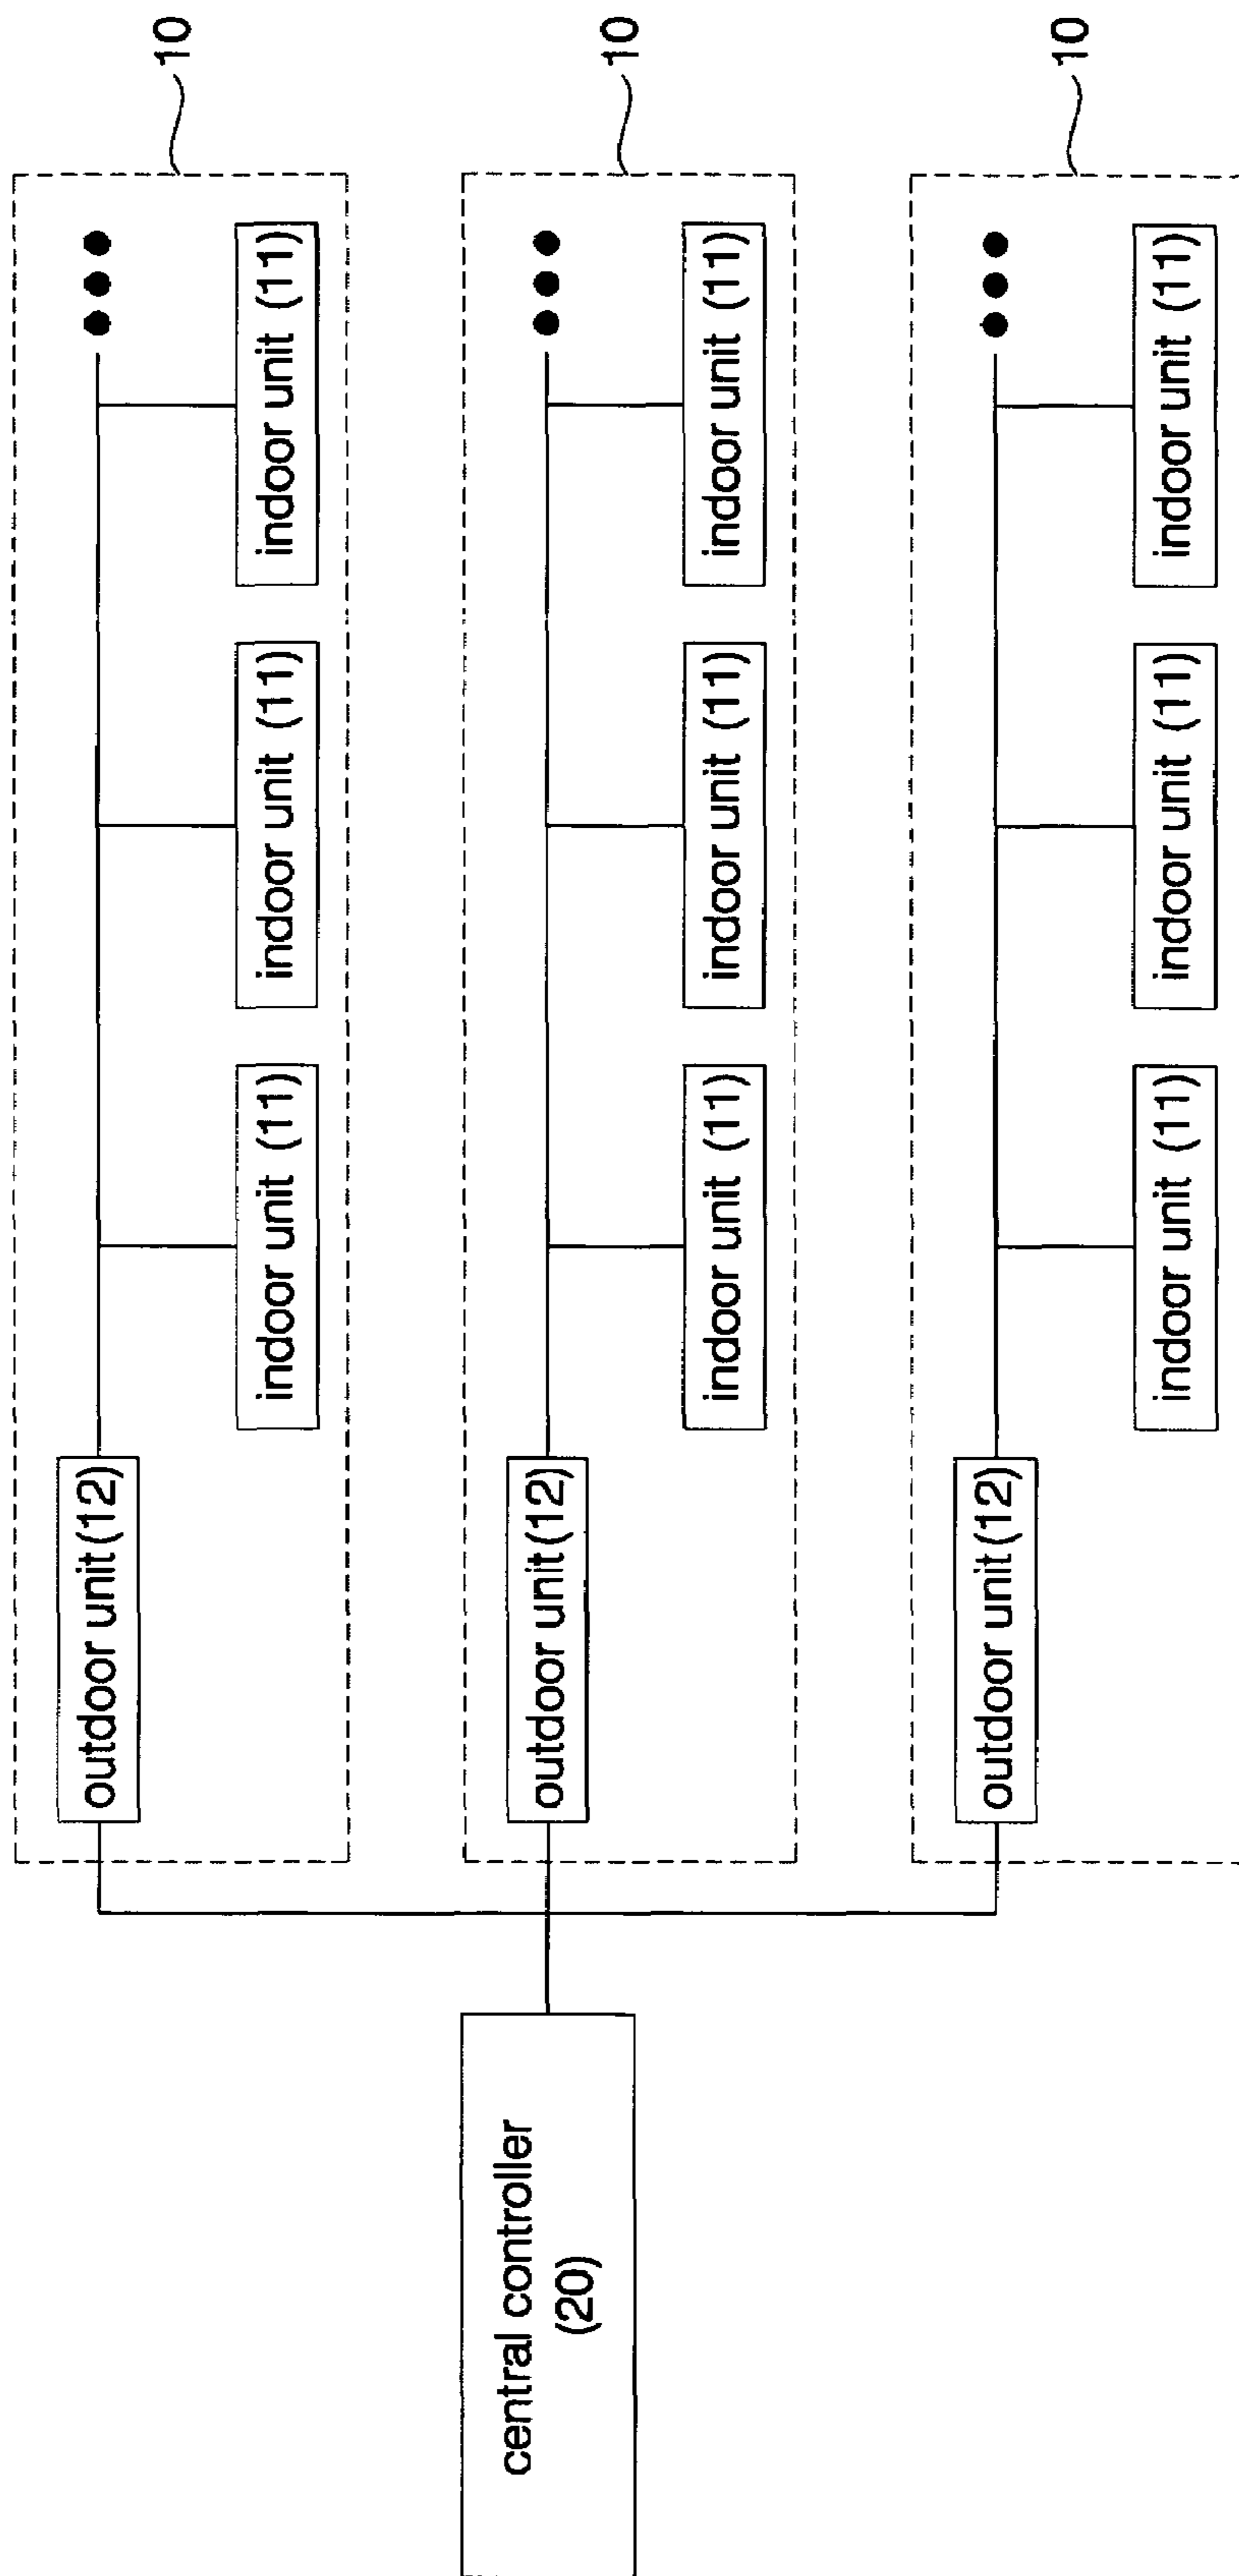 central controller
(20)
outdoor unit(12)
indoor unit (11)
indoor unit (11)
indoor unit (11)
10
outdoor unit(12)
indoor unit (11)
indoor unit (11)
indoor unit (11)
10
outdoor unit(12)
indoor unit (11)
indoor unit (11)
indoor unit (11)
10